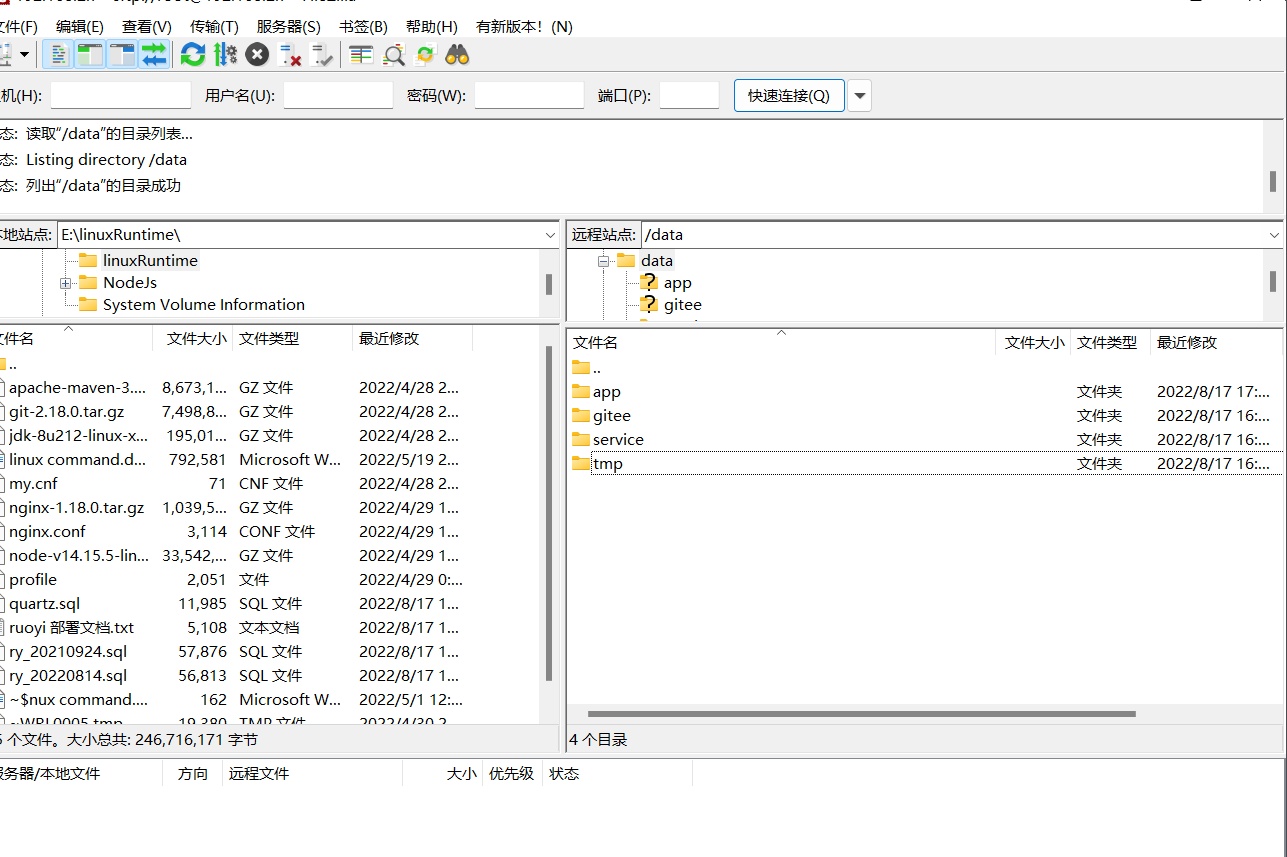 文件(F) 编辑(E) 查看(V) 传输(T) 服务器(S) 书签(B) 帮助(H) 有新版本！(N)
机(H): 用户名(U): 密码(W): 端口(P): 快速连接(Q)
态: 读取“/data”的目录列表...
态: Listing directory /data
态: 列出“/data”的目录成功
本地站点: E:\linuxRuntime\
linuxRuntime
NodeJs
System Volume Information
远程站点: /data
data
? app
? gitee
文件名 文件大小 文件类型 最近修改
..
apache-maven-3.... 8,673,1... GZ 文件 2022/4/28 2...
git-2.18.0.tar.gz 7,498,8... GZ 文件 2022/4/28 2...
jdk-8u212-linux-x... 195,01... GZ 文件 2022/4/28 2...
linux command.d... 792,581 Microsoft W... 2022/5/19 2...
my.cnf 71 CNF 文件 2022/4/28 2...
nginx-1.18.0.tar.gz 1,039,5... GZ 文件 2022/4/29 1...
nginx.conf 3,114 CONF 文件 2022/4/29 1...
node-v14.15.5-lin... 33,542,... GZ 文件 2022/4/29 1...
profile 2,051 文件 2022/4/29 0:...
quartz.sql 11,985 SQL 文件 2022/8/17 1...
ruoyi 部署文档.txt 5,108 文本文档 2022/8/17 1...
ry_20210924.sql 57,876 SQL 文件 2022/8/17 1...
ry_20220814.sql 56,813 SQL 文件 2022/8/17 1...
~$nux command.... 162 Microsoft W... 2022/5/1 12:...
~WRL0005.tmp 19,380 TMP 文件 2022/4/30 2...
个文件。大小总共: 246,716,171 字节
文件名 文件大小 文件类型 最近修改
..
app 文件夹 2022/8/17 17:...
gitee 文件夹 2022/8/17 16:...
service 文件夹 2022/8/17 16:...
tmp 文件夹 2022/8/17 16:...
4 个目录
服务器/本地文件 方向 远程文件 大小 优先级 状态